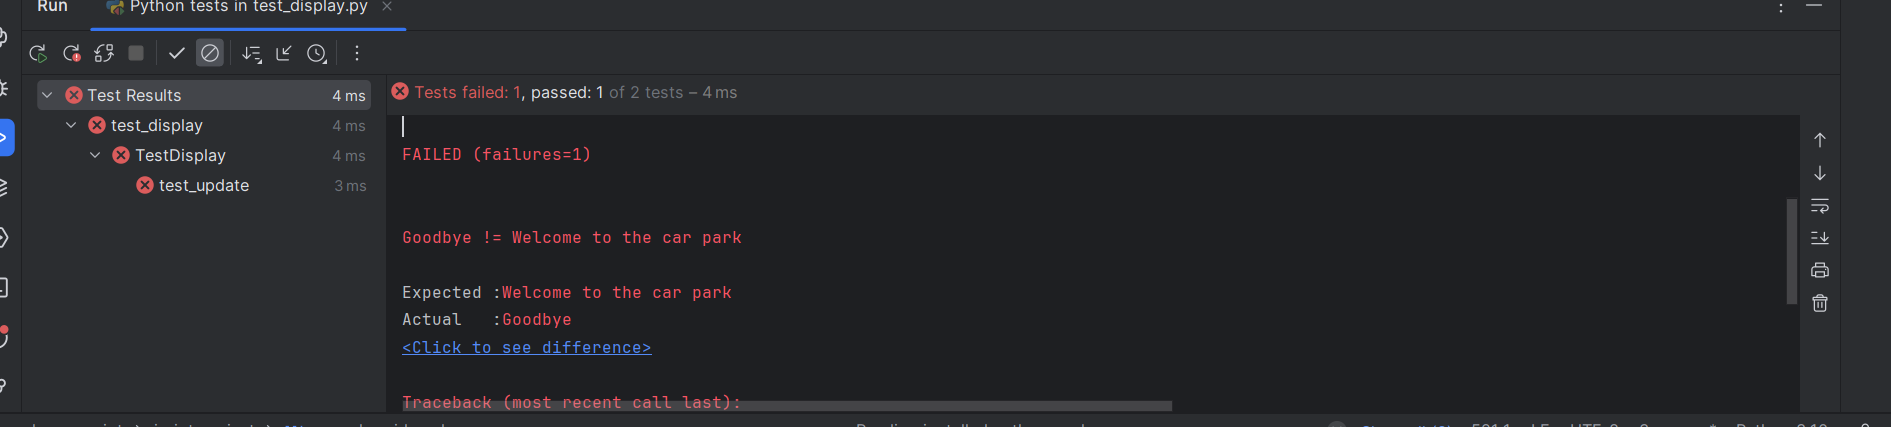 Run
Python tests in test_display.py
Test Results 4 ms
test_display 4 ms
TestDisplay 4 ms
test_update 3 ms
Tests failed: 1, passed: 1 of 2 tests – 4 ms
FAILED (failures=1)
Goodbye != Welcome to the car park
Expected :Welcome to the car park
Actual :Goodbye
<Click to see difference>
Traceback (most recent call last):